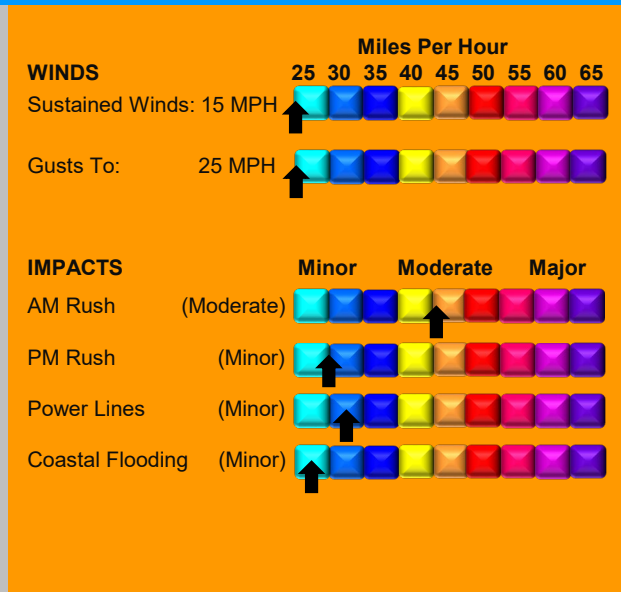 Miles Per Hour
WINDS 25 30 35 40 45 50 55 60 65
Sustained Winds: 15 MPH
Gusts To: 25 MPH
IMPACTS Minor Moderate Major
AM Rush (Moderate)
PM Rush (Minor)
Power Lines (Minor)
Coastal Flooding (Minor)